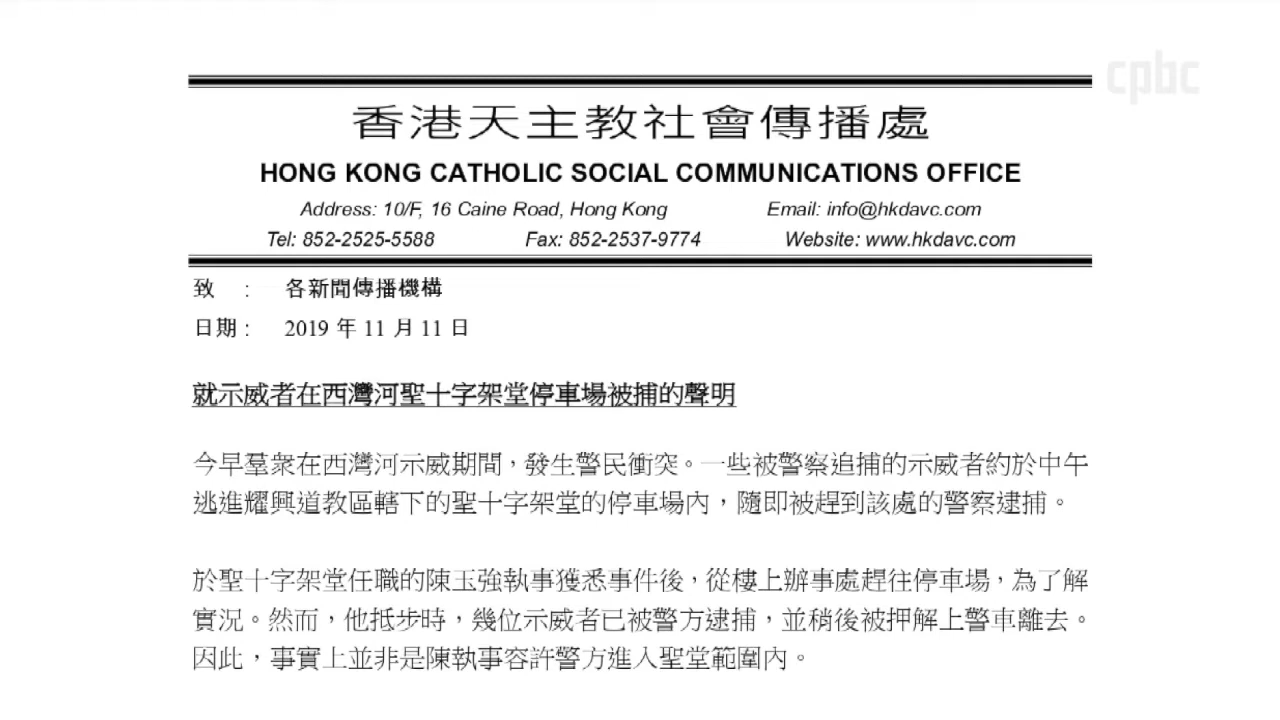 cpbc
香港天主教社會傳播處
HONG KONG CATHOLIC SOCIAL COMMUNICATIONS OFFICE
Address: 10/F, 16 Caine Road, Hong Kong Email: info@hkdavc.com
Tel: 852-2525-5588 Fax: 852-2537-9774 Website: www.hkdavc.com
致 : 各新聞傳播機構
日期 : 2019 年 11 月 11 日
就示威者在西灣河聖十字架堂停車場被捕的聲明
今早羣衆在西灣河示威期間，發生警民衝突。一些被警察追捕的示威者約於中午
逃進耀興道教區轄下的聖十字架堂的停車場內，隨即被趕到該處的警察逮捕。
於聖十字架堂任職的陳玉強執事獲悉事件後，從樓上辦事處趕往停車場，為了解
實況。然而，他抵步時，幾位示威者已被警方逮捕，並稍後被押解上警車離去。
因此，事實上並非是陳執事容許警方進入聖堂範圍內。